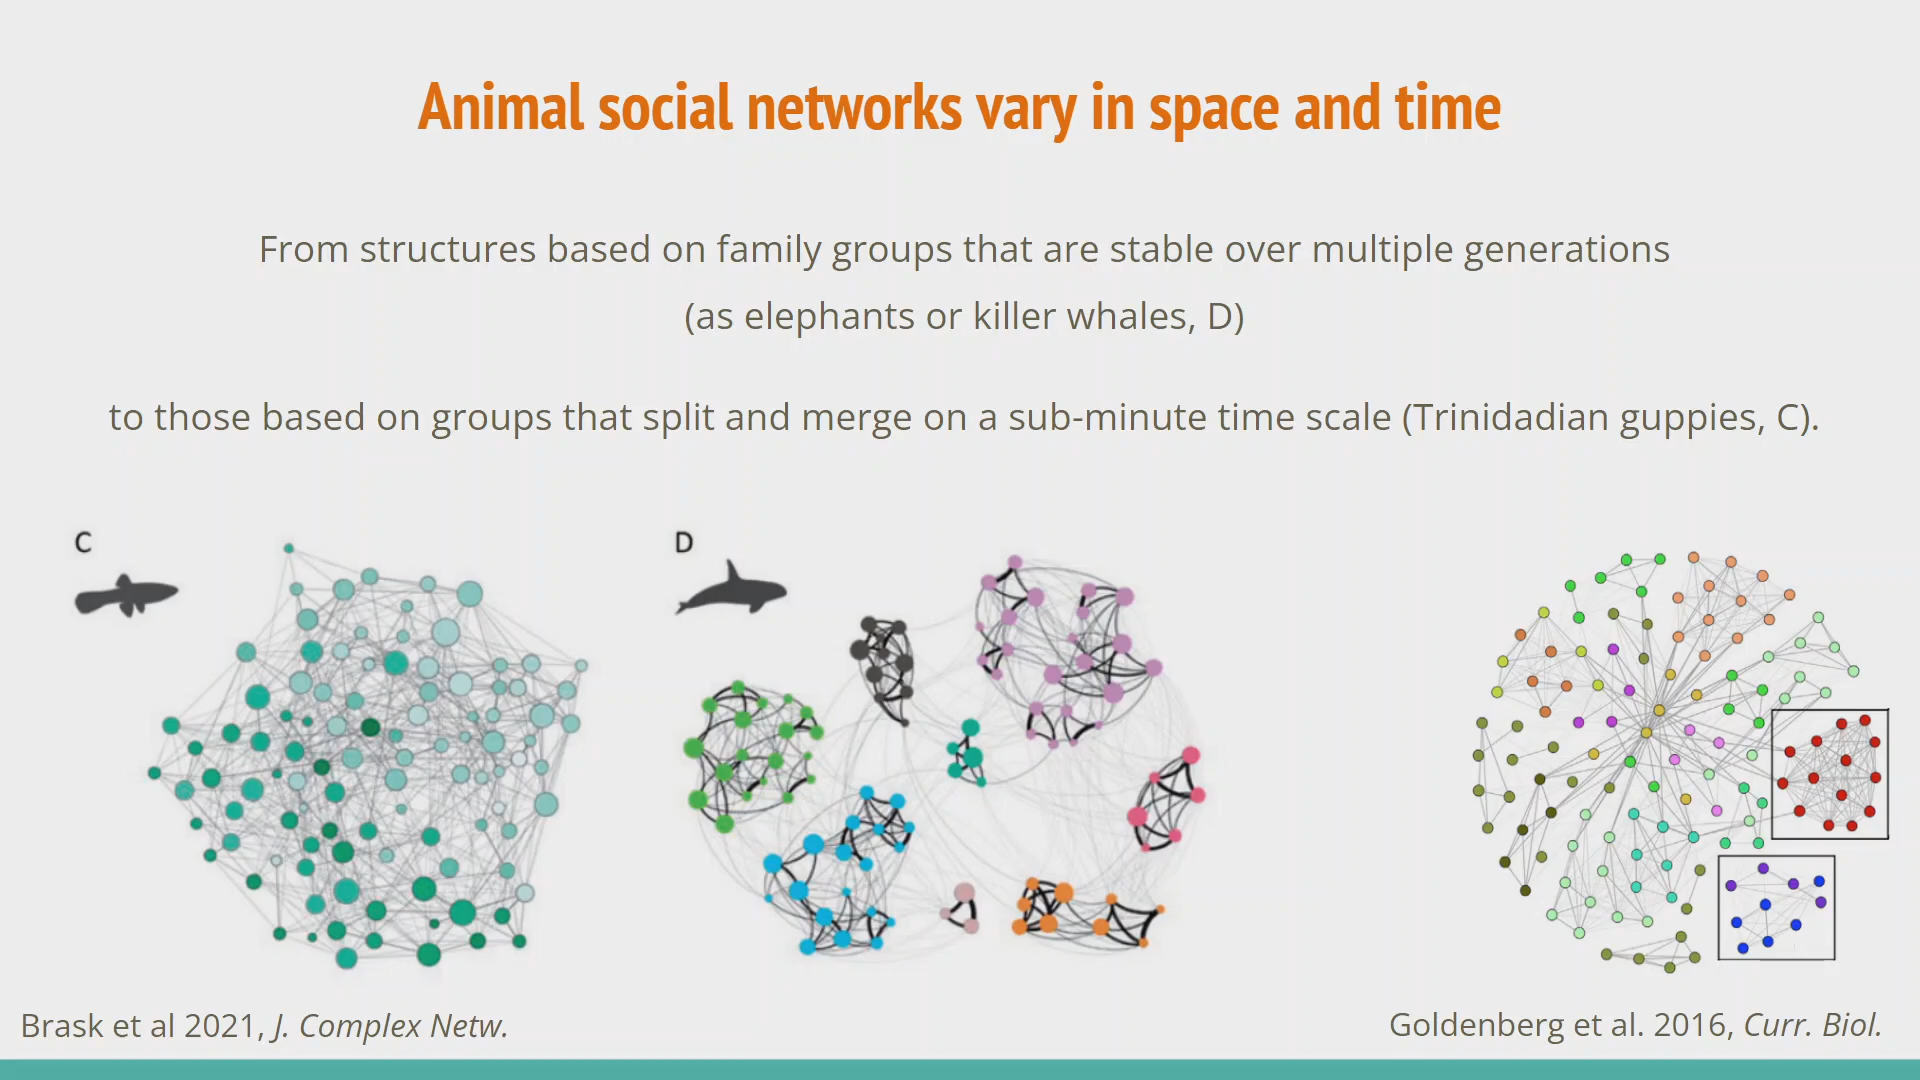 Animal social networks vary in space and time
From structures based on family groups that are stable over multiple generations
(as elephants or killer whales, D)
to those based on groups that split and merge on a sub-minute time scale (Trinidadian guppies, C).
C
D
Brask et al 2021, J. Complex Netw.
Goldenberg et al. 2016, Curr. Biol.